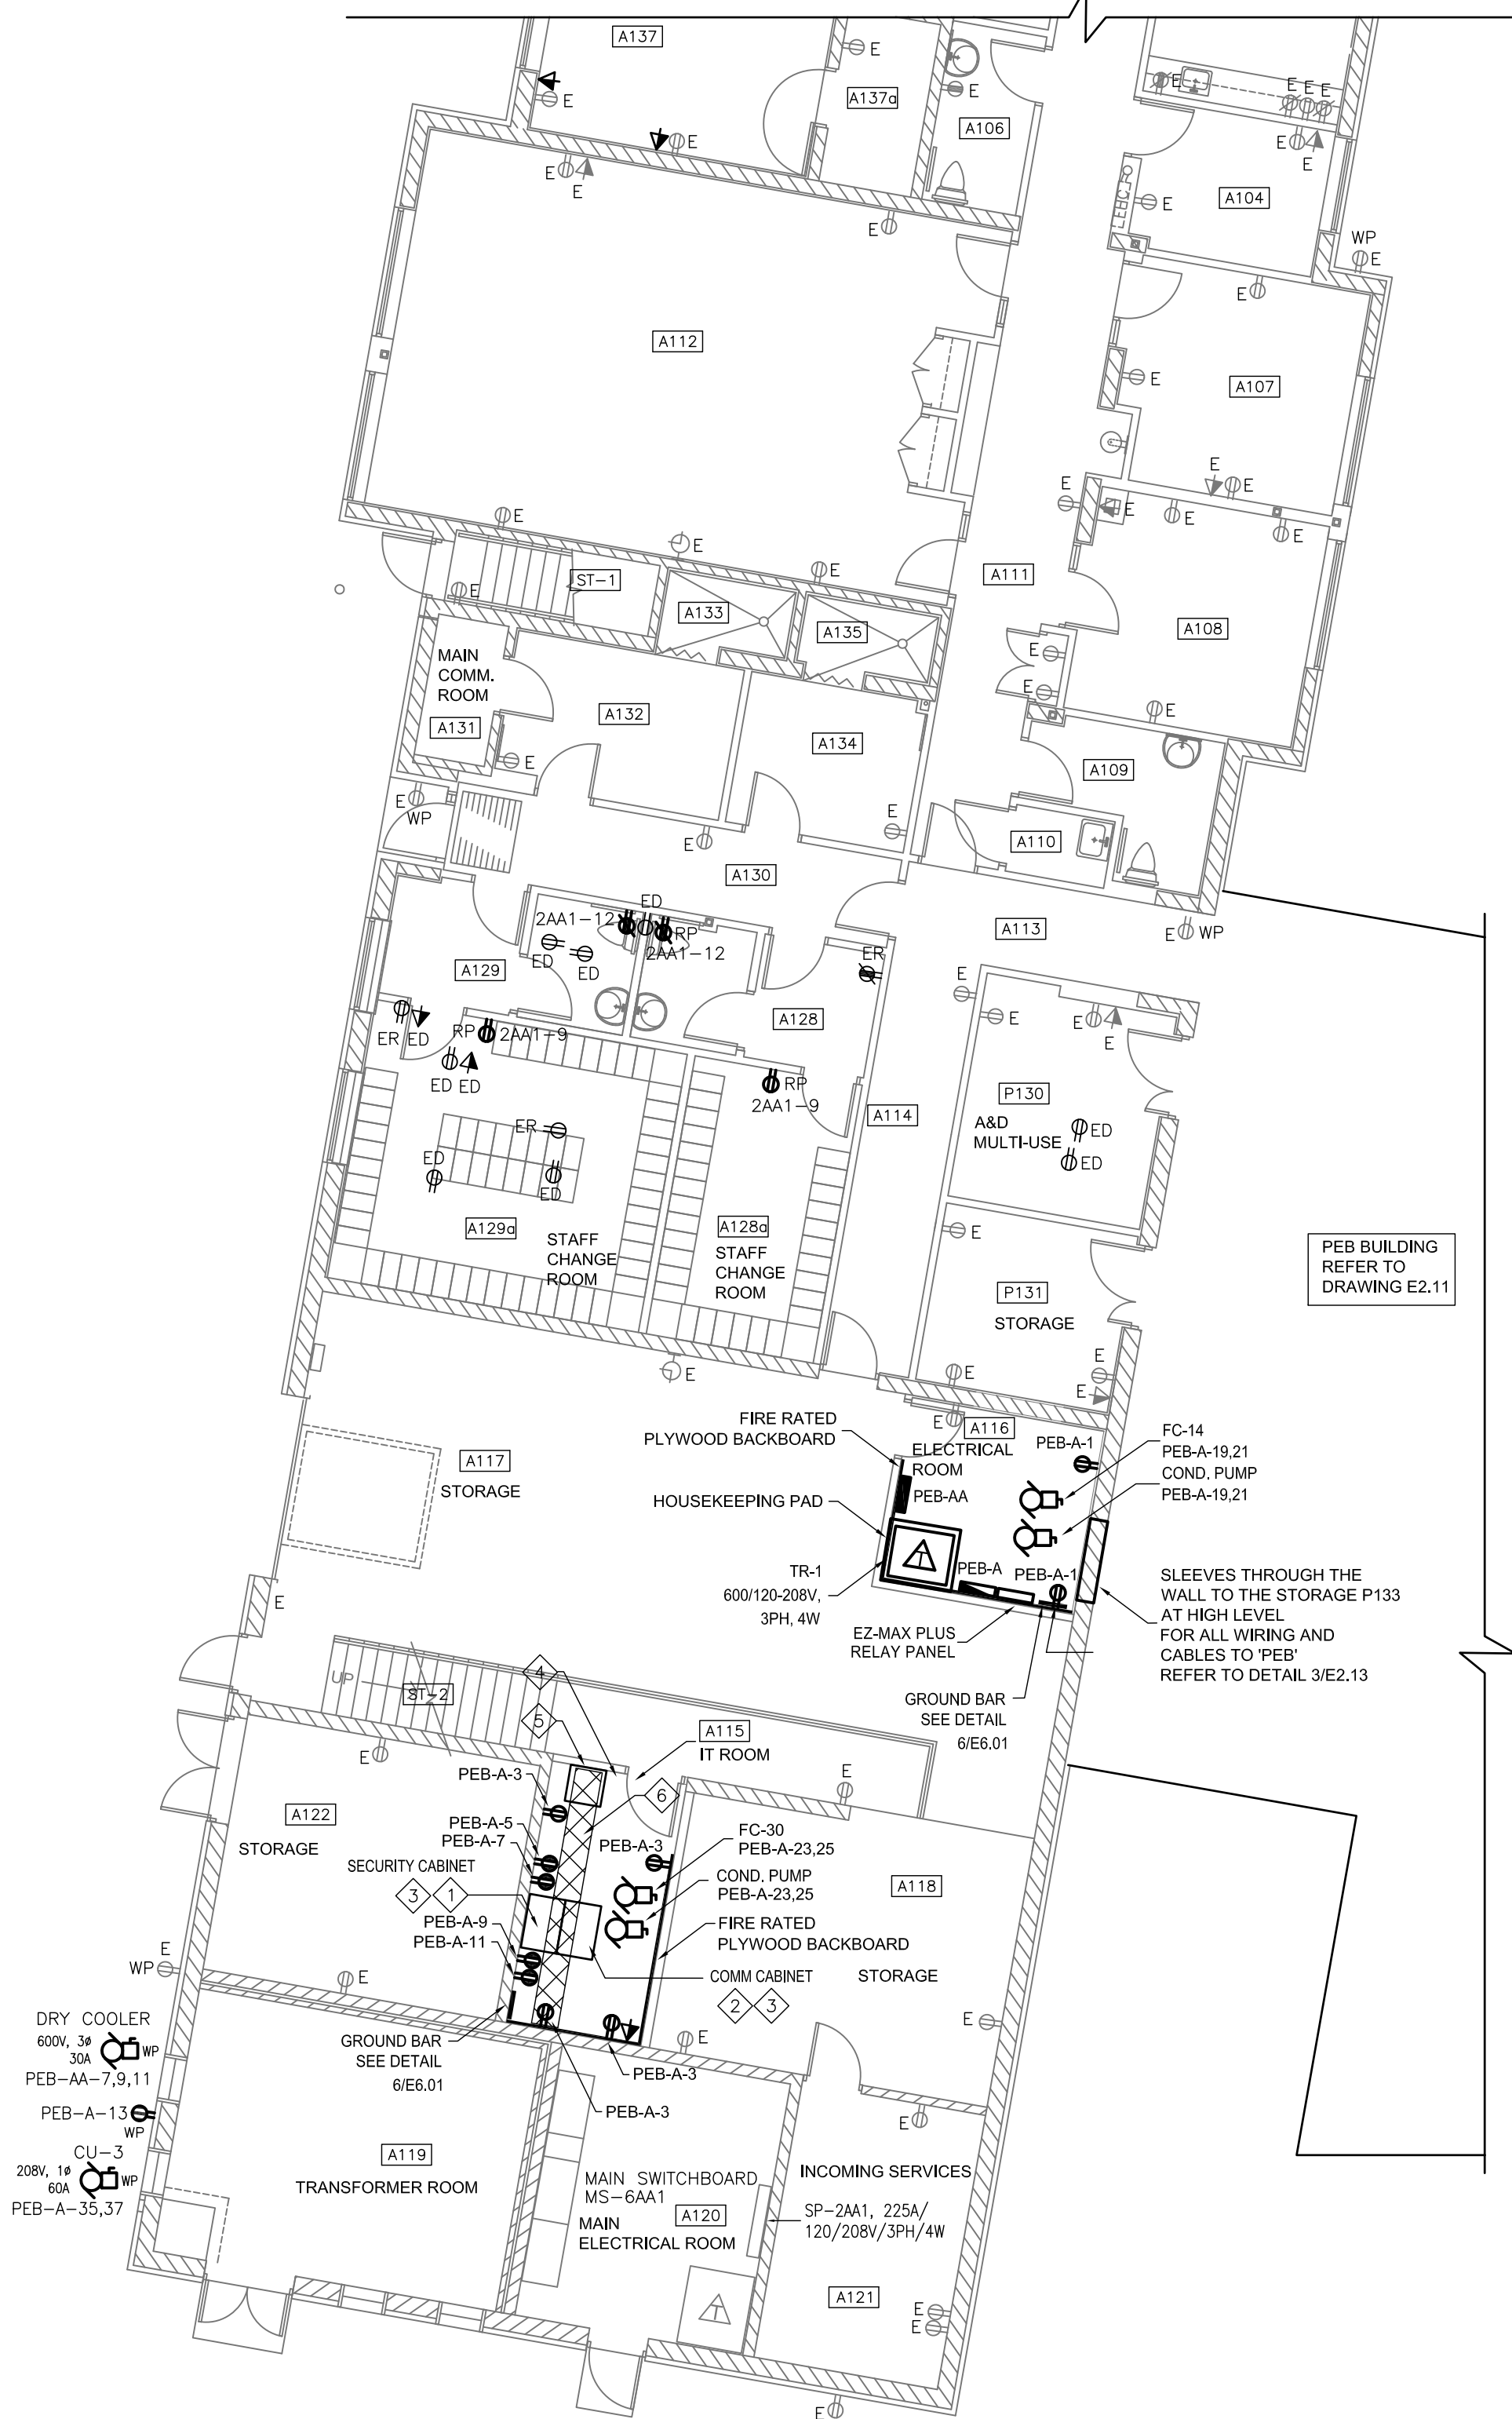 A137
E
A137a
E
E
A106
E
E E E
E
E
E
A104
E
E
E
E
E
WP
E
E
A112
E
A107
E
E
E
E
E
E
E
E
E
E
A111
ST-1
E
A133
A135
A108
E
E
MAIN
COMM.
ROOM
A131
A132
A134
E
E
A109
E
WP
E
E
A110
A130
ED
2AA1-12
RP
2AA1-12
A113
E
WP
ED
ED
A129
ER
E
E
E
E
A128
RP
2AA1-9
ER
ED
ED
ED
RP
2AA1-9
A114
P130
A&D
MULTI-USE
ED
ED
ER
ED
ED
A129a
STAFF
CHANGE
ROOM
A128a
STAFF
CHANGE
ROOM
E
PEB BUILDING
REFER TO
DRAWING E2.11
P131
STORAGE
E
E
E
E
E
A116
ELECTRICAL
ROOM
FIRE RATED
PLYWOOD BACKBOARD
PEB-A-1
FC-14
PEB-A-19,21
COND. PUMP
PEB-A-19,21
A117
STORAGE
HOUSEKEEPING PAD
PEB-AA
TR-1
600/120-208V,
3PH, 4W
PEB-A
PEB-A-1
SLEEVES THROUGH THE
WALL TO THE STORAGE P133
AT HIGH LEVEL
FOR ALL WIRING AND
CABLES TO 'PEB'
REFER TO DETAIL 3/E2.13
E
EZ-MAX PLUS
RELAY PANEL
GROUND BAR
SEE DETAIL
6/E6.01
UP
ST-2
4
5
A115
IT ROOM
E
PEB-A-3
6
E
A122
STORAGE
PEB-A-5
PEB-A-7
PEB-A-3
FC-30
PEB-A-23,25
COND. PUMP
PEB-A-23,25
A118
SECURITY CABINET
3
1
PEB-A-9
PEB-A-11
FIRE RATED
PLYWOOD BACKBOARD
COMM CABINET
2
3
STORAGE
E
WP
E
E
E
DRY COOLER
600V, 3ø
30A
WP
PEB-AA-7,9,11
GROUND BAR
SEE DETAIL
6/E6.01
PEB-A-3
PEB-A-3
PEB-A-13
WP
E
CU-3
208V, 1ø
60A
WP
PEB-A-35,37
A119
TRANSFORMER ROOM
MAIN SWITCHBOARD
MS-6AA1
A120
MAIN
ELECTRICAL ROOM
INCOMING SERVICES
SP-2AA1, 225A/
120/208V/3PH/4W
A121
E
E
E